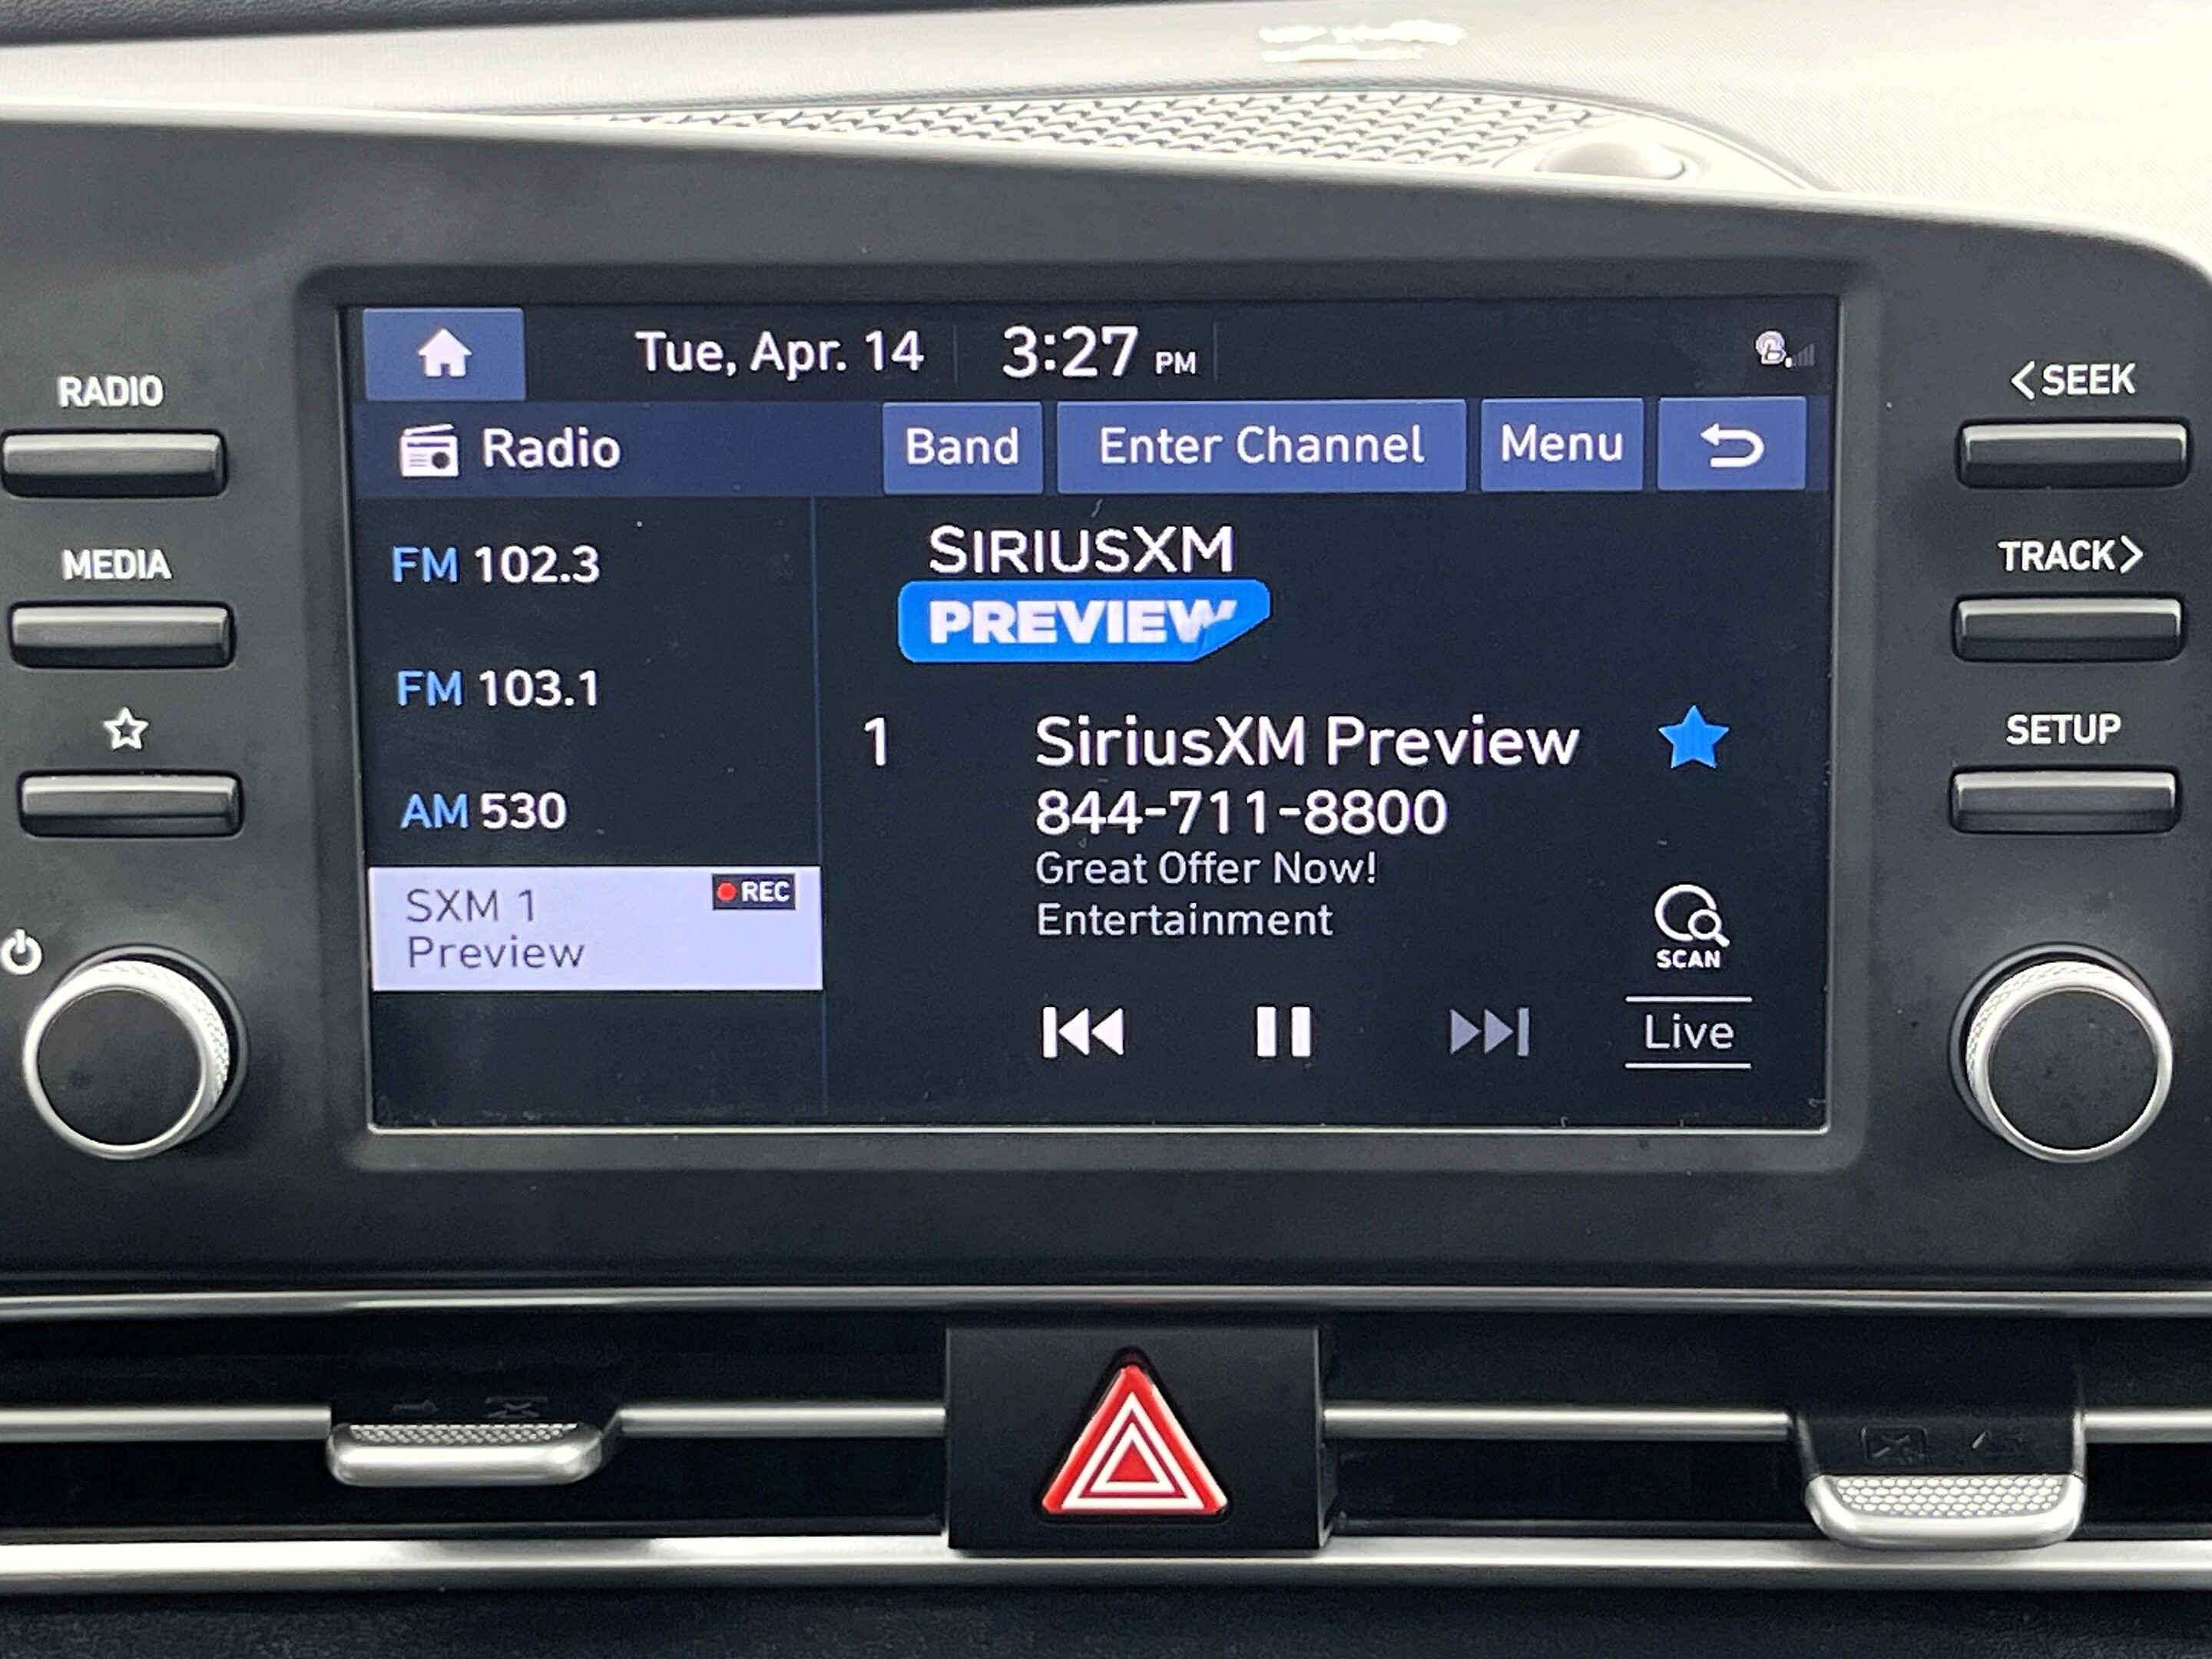 Tue, Apr. 14 3:27 PM
RADIO
< SEEK
Radio Band Enter Channel Menu
FM 102.3
SIRIUSXM
PREVIEW
MEDIA
TRACK >
FM 103.1
1 SiriusXM Preview
SETUP
AM 530
844-711-8800
Great Offer Now!
SXM 1 REC
Preview
Entertainment
SCAN
Live